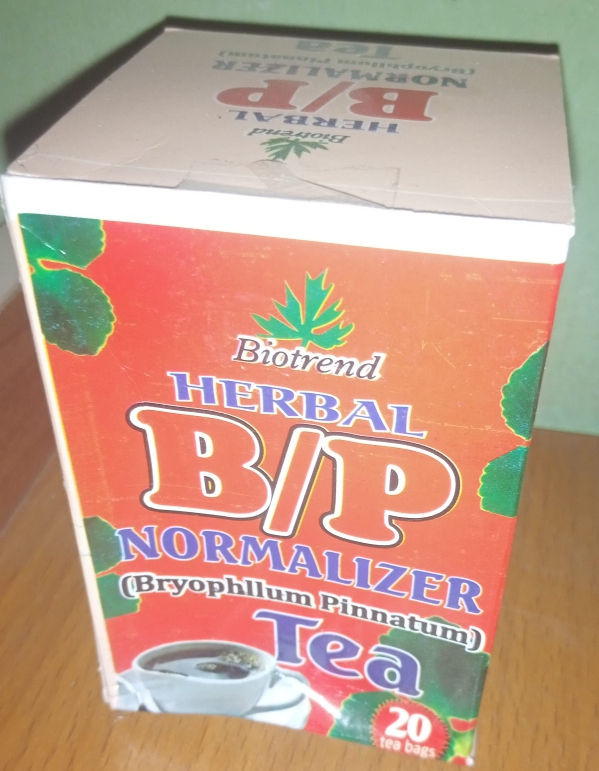 Biotrend
HERBAL
B/P
NORMALIZER
(Bryophllum Pinnatum)
Tea
Biotrend
HERBAL
B/P
NORMALIZER
(Bryophllum Pinnatum)
Tea
20
tea bags